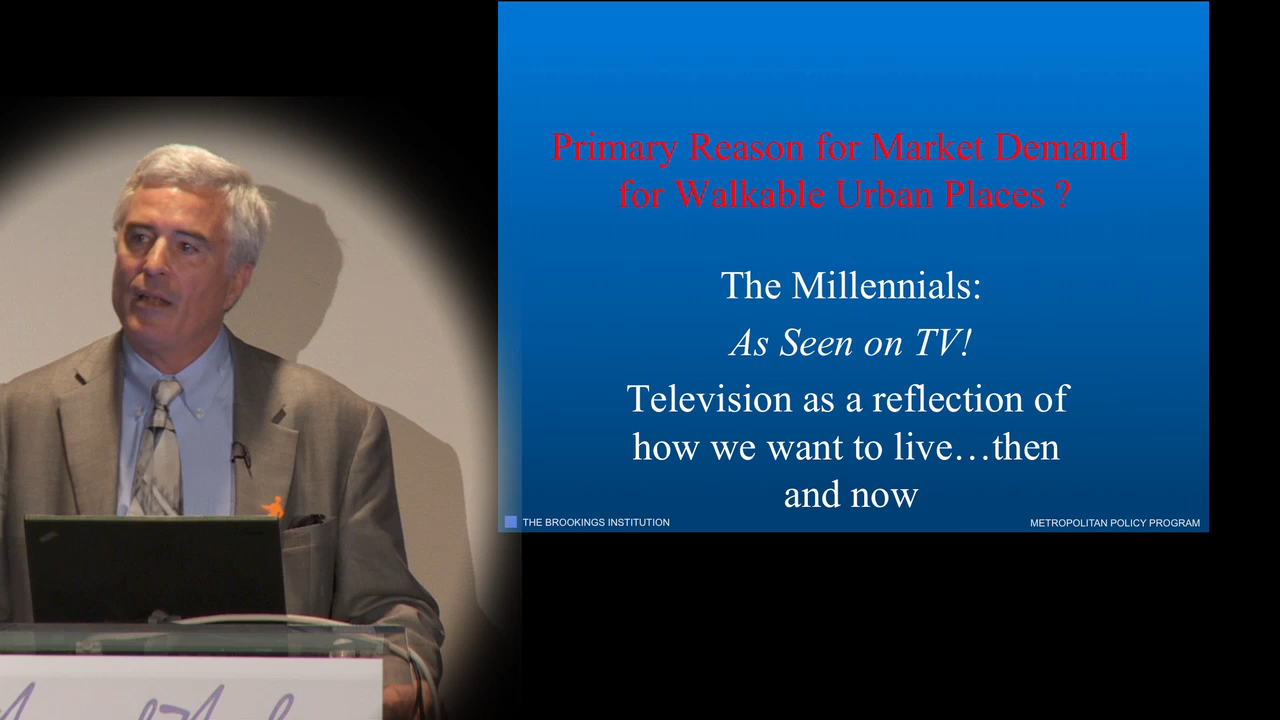 Primary Reason for Market Demand
for Walkable Urban Places ?
The Millennials:
As Seen on TV!
Television as a reflection of
how we want to live…then
and now
THE BROOKINGS INSTITUTION
METROPOLITAN POLICY PROGRAM